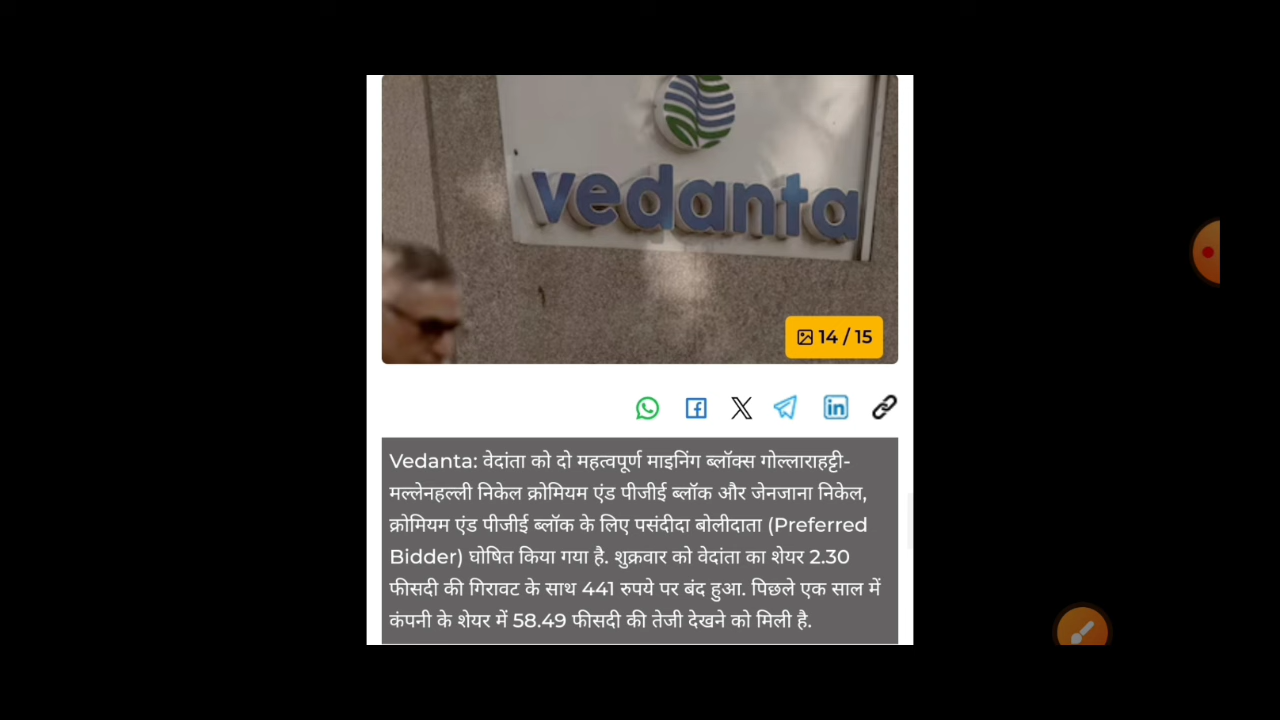 vedanta
14 / 15
Vedanta: वेदांता को दो महत्वपूर्ण माइनिंग ब्लॉक्स गोल्लाराहट्टी-
मल्लेनहल्ली निकेल क्रोमियम एंड पीजीई ब्लॉक और जेनजाना निकेल,
क्रोमियम एंड पीजीई ब्लॉक के लिए पसंदीदा बोलीदाता (Preferred
Bidder) घोषित किया गया है. शुक्रवार को वेदांता का शेयर 2.30
फीसदी की गिरावट के साथ 441 रुपये पर बंद हुआ. पिछले एक साल में
कंपनी के शेयर में 58.49 फीसदी की तेजी देखने को मिली है.